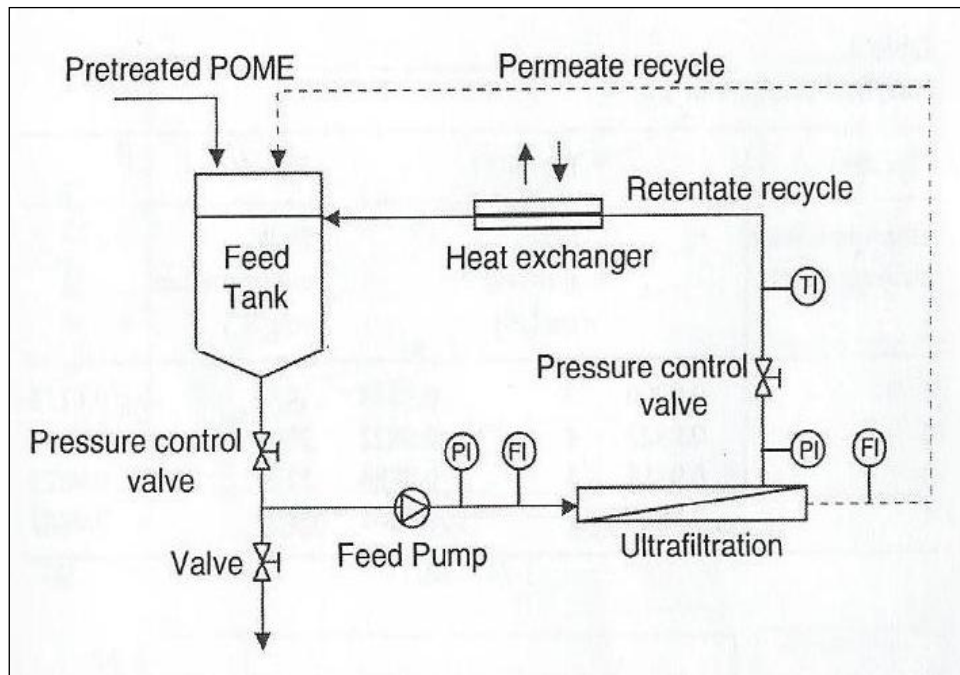 Pretreated POME
Permeate recycle
Retentate recycle
Heat exchanger
Feed
Tank
TI
Pressure control
valve
Pressure control
valve
PI
FI
PI
FI
Feed Pump
Ultrafiltration
Valve